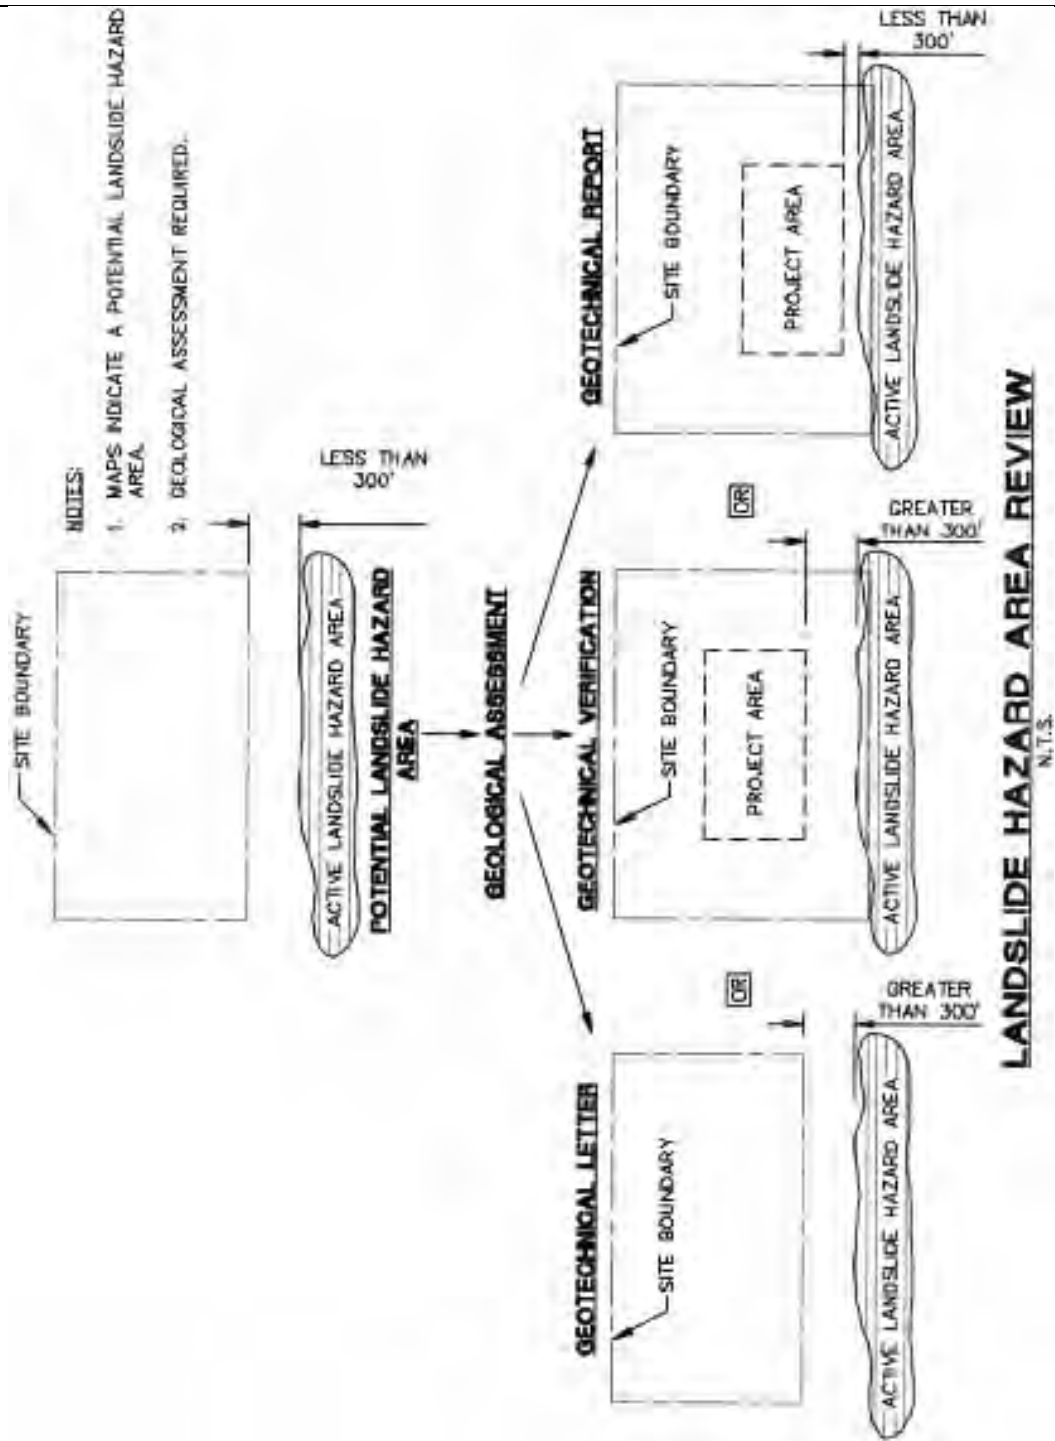 SITE BOUNDARY
NOTES:
1. MAPS INDICATE A POTENTIAL LANDSLIDE HAZARD
AREA.
2. GEOLOGICAL ASSESSMENT REQUIRED.
LESS THAN
300'
ACTIVE LANDSLIDE HAZARD AREA
POTENTIAL LANDSLIDE HAZARD
AREA
GEOLOGICAL ASSESSMENT
GEOTECHNICAL LETTER
SITE BOUNDARY
OR
GREATER
THAN 300'
ACTIVE LANDSLIDE HAZARD AREA
GEOTECHNICAL VERIFICATION
SITE BOUNDARY
PROJECT AREA
OR
GREATER
THAN 300'
ACTIVE LANDSLIDE HAZARD AREA
GEOTECHNICAL REPORT
SITE BOUNDARY
PROJECT AREA
LESS THAN
300'
ACTIVE LANDSLIDE HAZARD AREA
LANDSLIDE HAZARD AREA REVIEW
N.T.S.